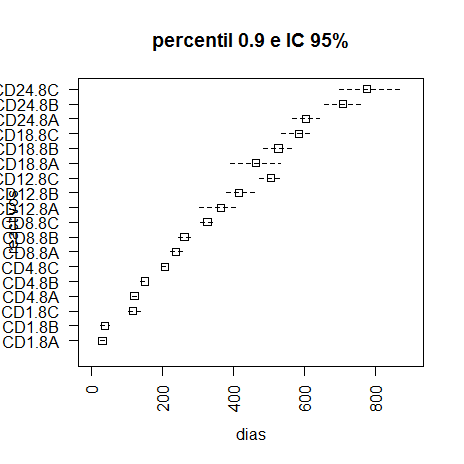 percentil 0.9 e IC 95%
CD24.8C
CD24.8B
CD24.8A
CD18.8C
CD18.8B
CD18.8A
CD12.8C
CD12.8B
CD12.8A
CD8.8C
CD8.8B
CD8.8A
CD4.8C
CD4.8B
CD4.8A
CD1.8C
CD1.8B
CD1.8A
0 200 400 600 800
dias